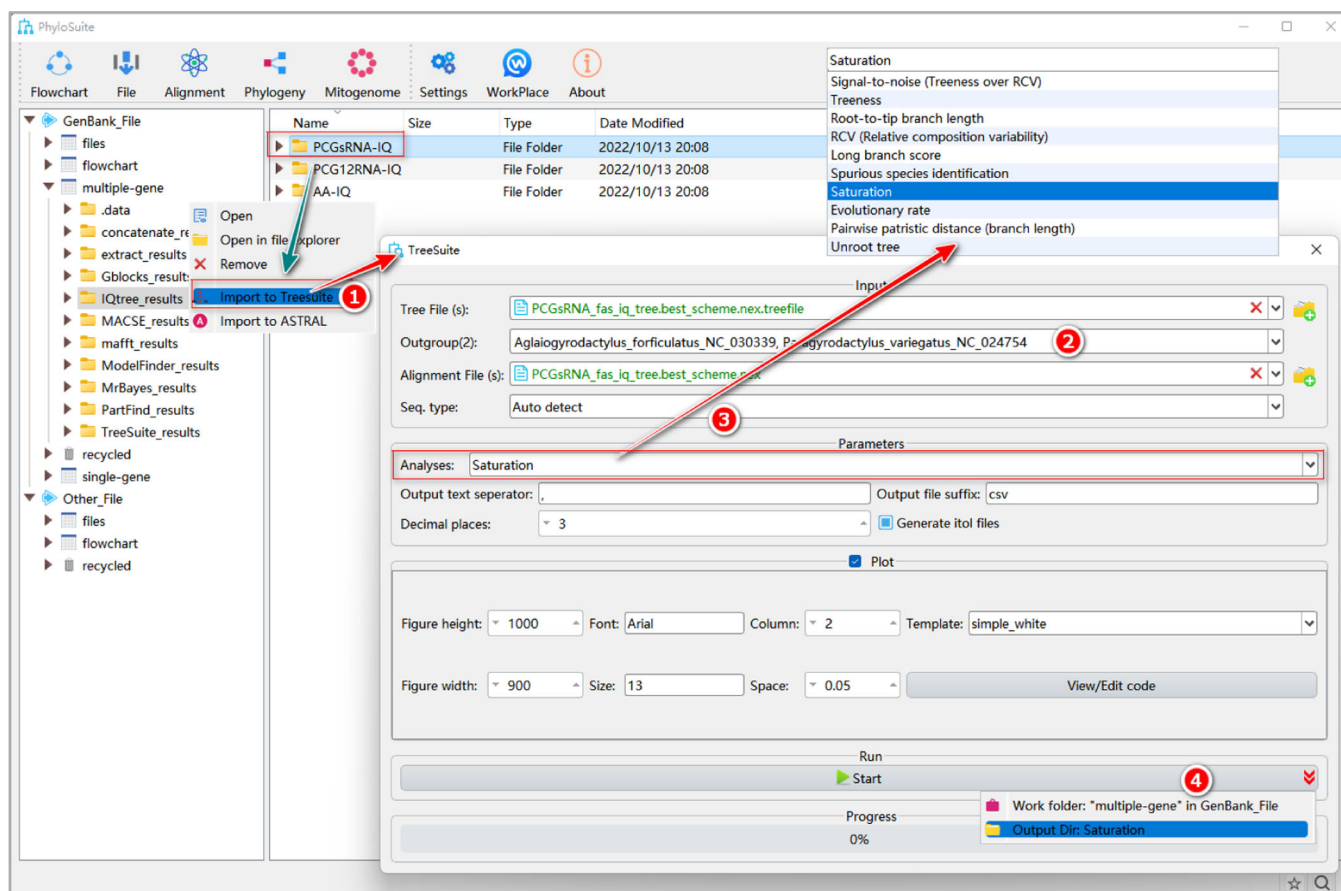 PhyloSuite
Flowchart File Alignment Phylogeny Mitogenome Settings WorkPlace About
Saturation
Signal-to-noise (Treeness over RCV)
Treeness
Root-to-tip branch length
RCV (Relative composition variability)
Long branch score
Spurious species identification
Saturation
Evolutionary rate
Pairwise patristic distance (branch length)
Unroot tree
GenBank_File
files
flowchart
multiple-gene
.data
concatenate_re
extract_results
Gblocks_results
IQtree_results
MACSE_results
mafft_results
ModelFinder_results
MrBayes_results
PartFind_results
TreeSuite_results
recycled
single-gene
Other_File
files
flowchart
recycled
Name Size Type Date Modified
PCGsRNA-IQ File Folder 2022/10/13 20:08
PCG12RNA-IQ File Folder 2022/10/13 20:08
AA-IQ File Folder 2022/10/13 20:08
Open
Open in file explorer
Remove
Import to Treesuite 1
A Import to ASTRAL
TreeSuite
Input
Tree File (s): PCGsRNA_fas_iq_tree.best_scheme.nex.treefile
Outgroup(2): Aglaiogyrodactylus_forficulatus_NC_030339, Paragyrodactylus_variegatus_NC_024754 2
Alignment File (s): PCGsRNA_fas_iq_tree.best_scheme.nex
Seq. type: Auto detect
3
Parameters
Analyses: Saturation
Output text seperator: , Output file suffix: csv
Decimal places: 3 Generate itol files
Plot
Figure height: 1000 Font: Arial Column: 2 Template: simple_white
Figure width: 900 Size: 13 Space: 0.05 View/Edit code
Run
Start
4
Work folder: "multiple-gene" in GenBank_File
Output Dir: Saturation
Progress
0%